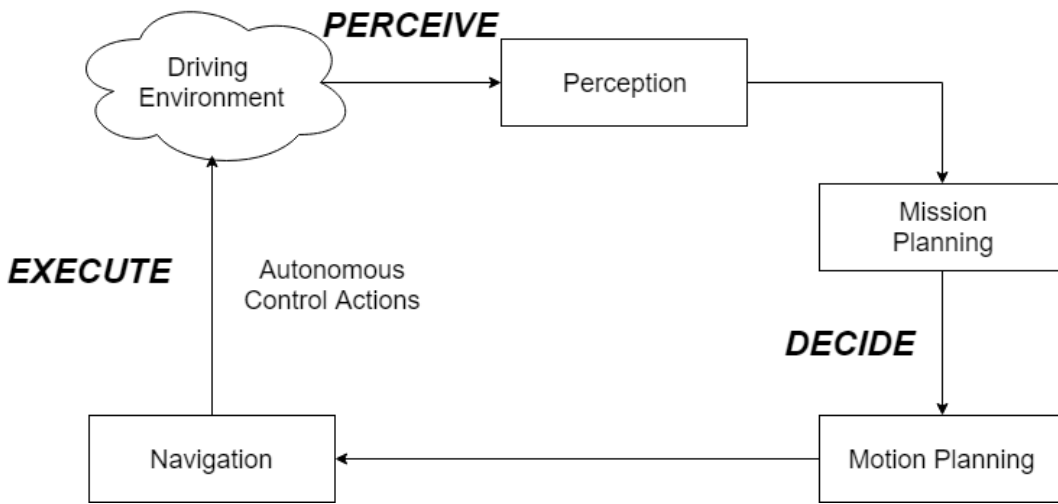 PERCEIVE
Driving
Environment
Perception
Mission
Planning
EXECUTE
Autonomous
Control Actions
DECIDE
Navigation
Motion Planning